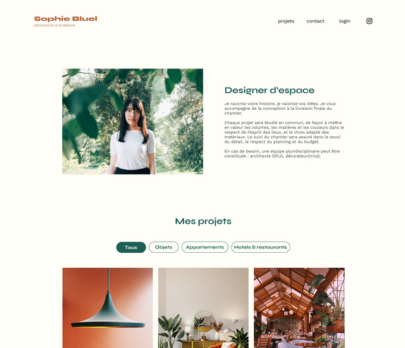 Sophie Bluel
ARCHITECTE D'INTÉRIEUR
projets
contact
login
Designer d'espace
Je raconte votre histoire, je valorise vos idées. Je vous
accompagne de la conception à la livraison finale du
chantier.
Chaque projet sera étudié en commun, de façon à mettre
en valeur les volumes, les matières et les couleurs dans
le respect de l'esprit des lieux et le choix adapté des
matériaux. Le suivi du chantier sera assuré dans le souci
du détail, le respect du planning et du budget.
En cas de besoin, une équipe pluridisciplinaire peut être
constituée : architecte DPLG, décorateur(trice).
Mes projets
Tous
Objets
Appartements
Hotels & restaurants